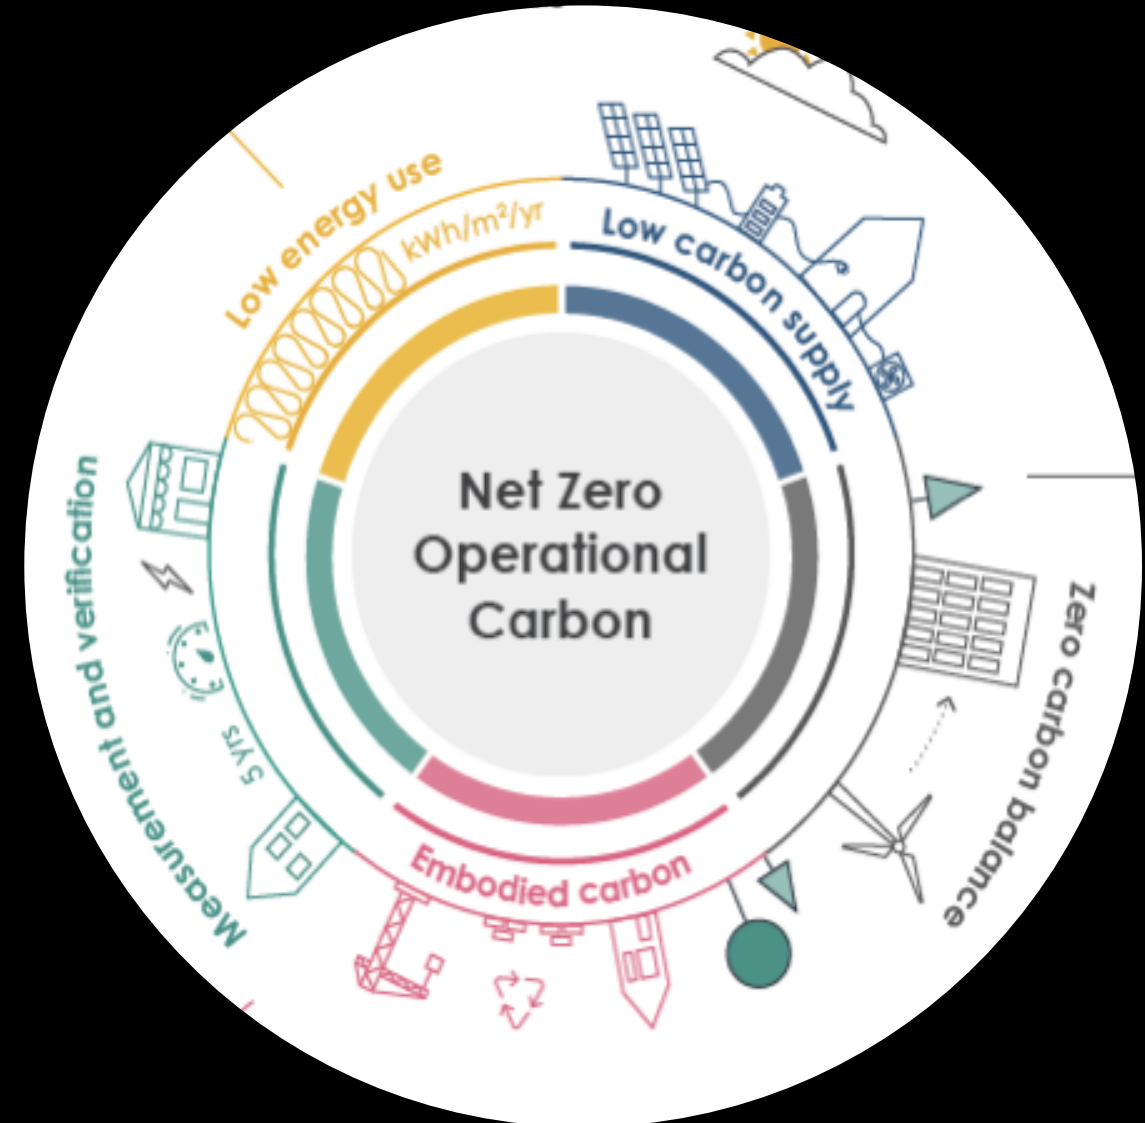 Net Zero
Operational
Carbon
Low energy use
kWh/m²/yr
Low carbon supply
Zero carbon balance
Embodied carbon
Measurement and verification
5 yrs